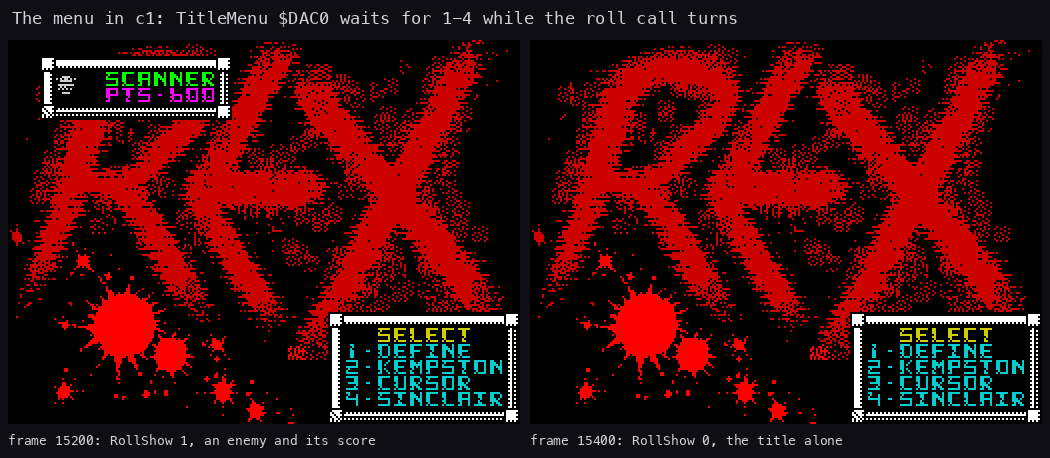 The menu in c1: TitleMenu $DAC0 waits for 1–4 while the roll call turns
SCANNER
PTS-600
REX
SELECT
1-DEFINE
2-KEMPSTON
3-CURSOR
4-SINCLAIR
REX
SELECT
1-DEFINE
2-KEMPSTON
3-CURSOR
4-SINCLAIR
frame 15200: RollShow 1, an enemy and its score
frame 15400: RollShow 0, the title alone